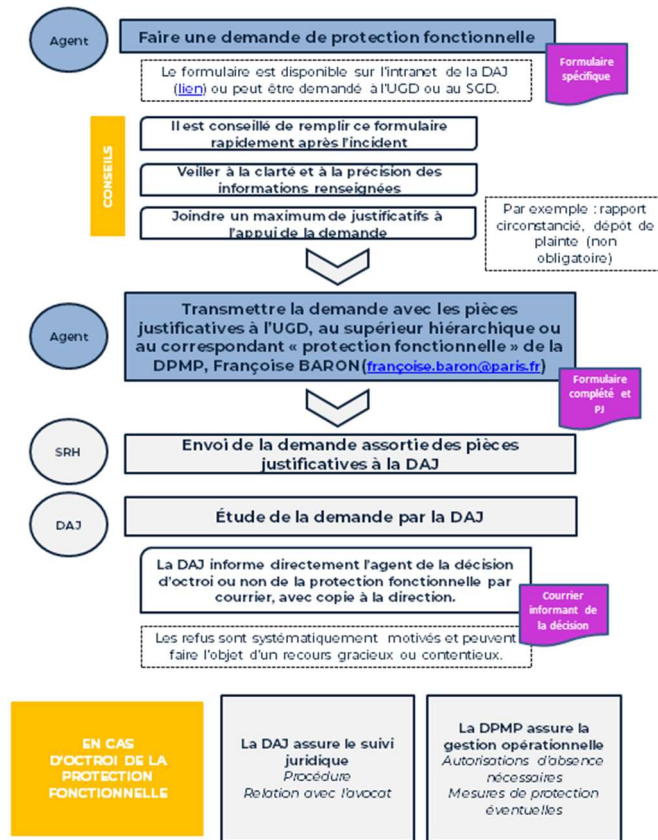 Agent
Faire une demande de protection fonctionnelle
Formulaire
spécifique
Le formulaire est disponible sur l'intranet de la DAJ
(lien) ou peut être demandé à l'UGD ou au SGD.
CONSEILS
Il est conseillé de remplir ce formulaire
rapidement après l'incident
Veiller à la clarté et à la précision des
informations renseignées
Joindre un maximum de justificatifs à
l'appui de la demande
Par exemple : rapport
circonstancié, dépôt de
plainte (non
obligatoire)
Agent
Transmettre la demande avec les pièces
justificatives à l'UGD, au supérieur hiérarchique ou
au correspondant « protection fonctionnelle » de la
DPMP, Françoise BARON (françoise.baron@paris.fr)
Formulaire
complété et
PJ
SRH
Envoi de la demande assortie des pièces
justificatives à la DAJ
DAJ
Étude de la demande par la DAJ
La DAJ informe directement l'agent de la décision
d'octroi ou non de la protection fonctionnelle par
courrier, avec copie à la direction.
Courrier
informant de
la décision
Les refus sont systématiquement motivés et peuvent
faire l'objet d'un recours gracieux ou contentieux.
EN CAS
D'OCTROI DE LA
PROTECTION
FONCTIONNELLE
La DAJ assure le suivi
juridique
Procédure
Relation avec l'avocat
La DPMP assure la
gestion opérationnelle
Autorisations d'absence
nécessaires
Mesures de protection
éventuelles